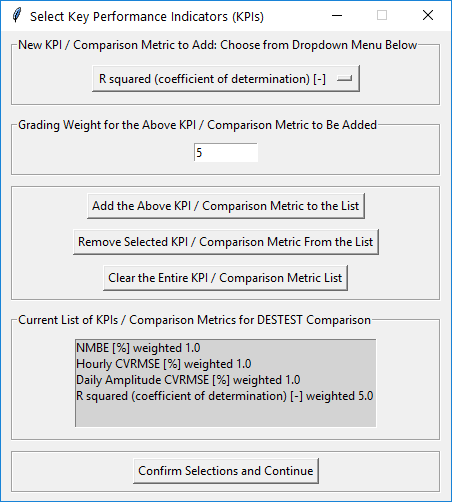 Select Key Performance Indicators (KPIs)
New KPI / Comparison Metric to Add: Choose from Dropdown Menu Below
R squared (coefficient of determination) [-]
Grading Weight for the Above KPI / Comparison Metric to Be Added
5
Add the Above KPI / Comparison Metric to the List
Remove Selected KPI / Comparison Metric From the List
Clear the Entire KPI / Comparison Metric List
Current List of KPIs / Comparison Metrics for DESTEST Comparison
NMBE [%] weighted 1.0
Hourly CVRMSE [%] weighted 1.0
Daily Amplitude CVRMSE [%] weighted 1.0
R squared (coefficient of determination) [-] weighted 5.0
Confirm Selections and Continue